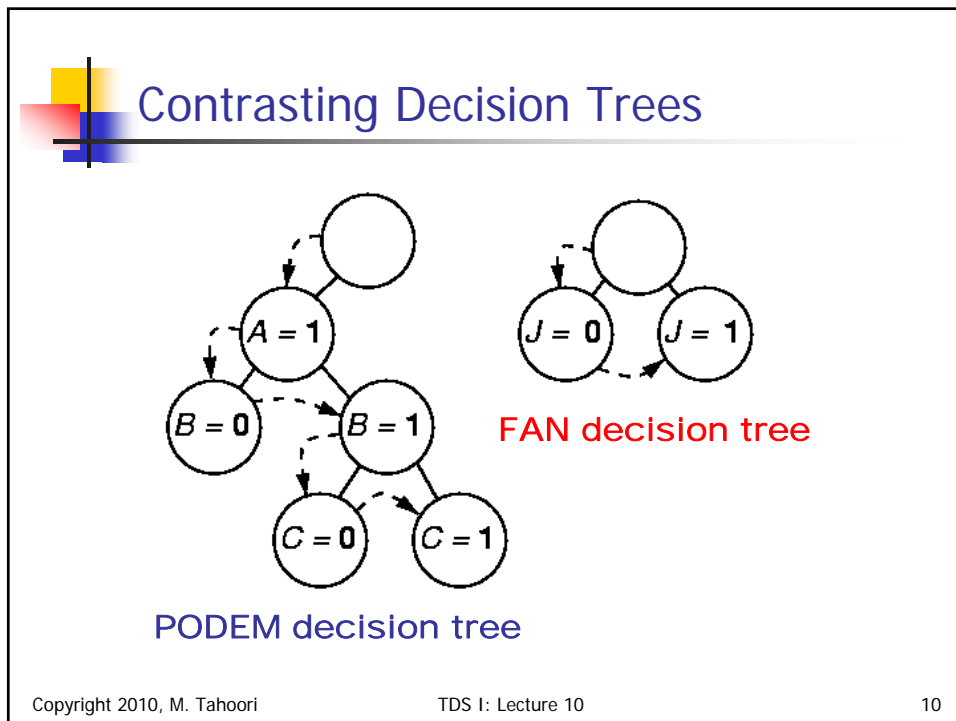 Contrasting Decision Trees
A = 1
J = 0
J = 1
B = 0
B = 1
FAN decision tree
C = 0
C = 1
PODEM decision tree
Copyright 2010, M. Tahoori
TDS I: Lecture 10
10